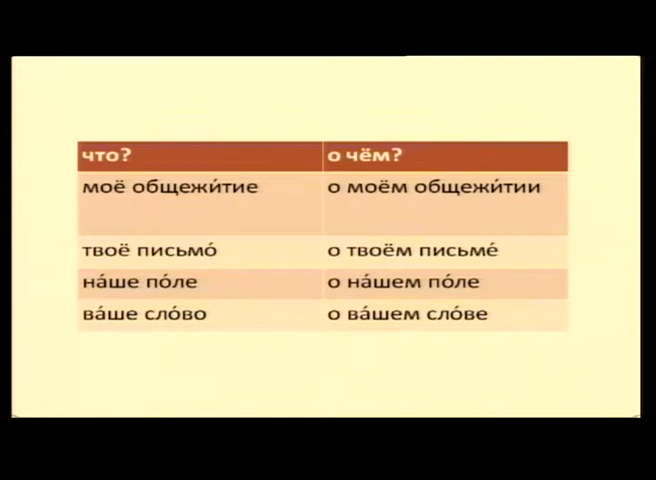 что? о чём?
моё общежи́тие о моём общежи́тии
твоё письмо́ о твоём письме́
на́ше по́ле о на́шем по́ле
ва́ше сло́во о ва́шем сло́ве